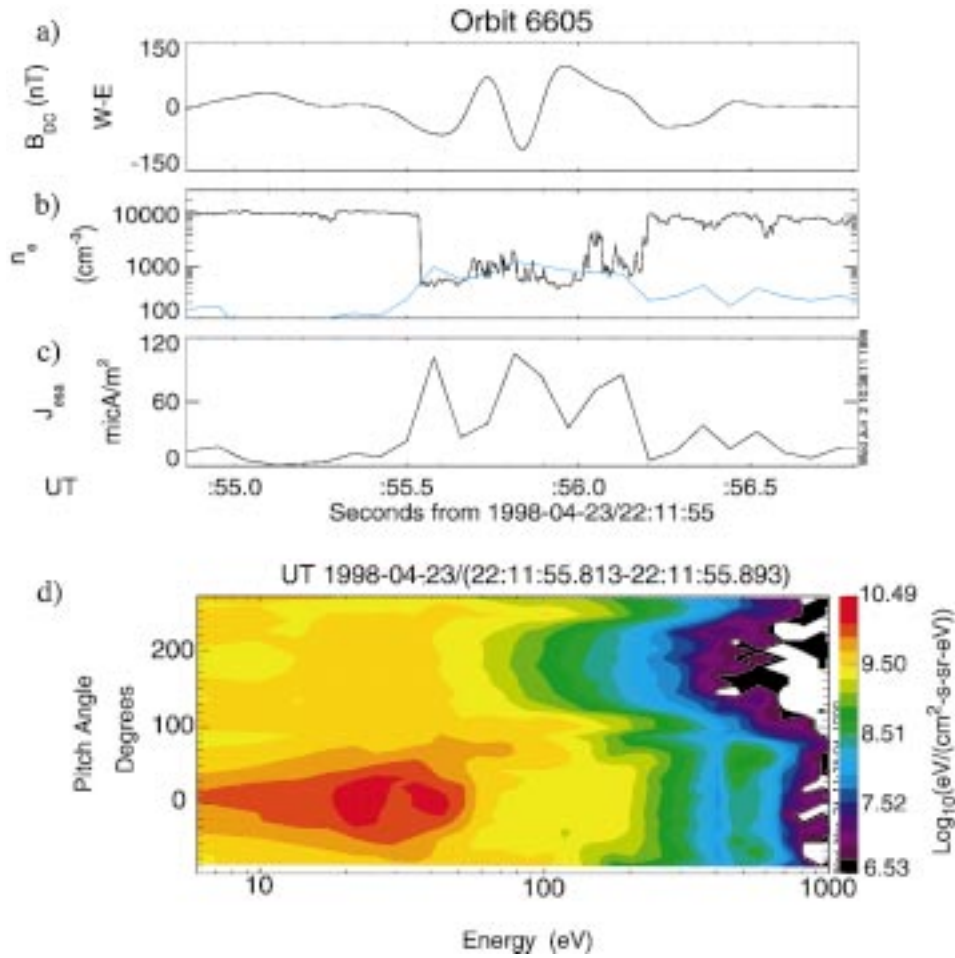 Orbit 6605
a)
B_DC (nT)
W-E
150
0
-150
b)
n_e
(cm⁻³)
10000
1000
100
c)
J_esa
micA/m²
120
60
0
UT :55.0 :55.5 :56.0 :56.5
Seconds from 1998-04-23/22:11:55
d)
UT 1998-04-23/(22:11:55.813-22:11:55.893)
Pitch Angle
Degrees
200
100
0
10 100 1000
Energy (eV)
10.49
9.50
8.51
7.52
6.53
Log₁₀(eV/(cm²-s-sr-eV))